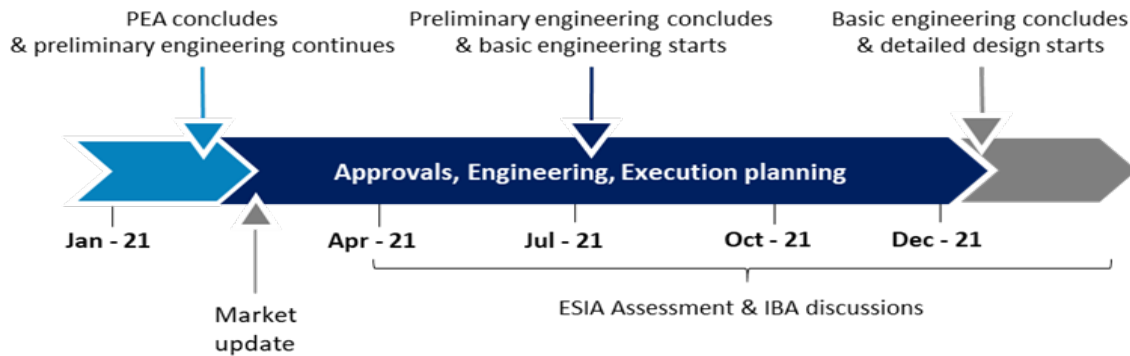 PEA concludes
& preliminary engineering continues
Preliminary engineering concludes
& basic engineering starts
Basic engineering concludes
& detailed design starts
Approvals, Engineering, Execution planning
Jan - 21
Apr - 21
Jul - 21
Oct - 21
Dec - 21
Market
update
ESIA Assessment & IBA discussions